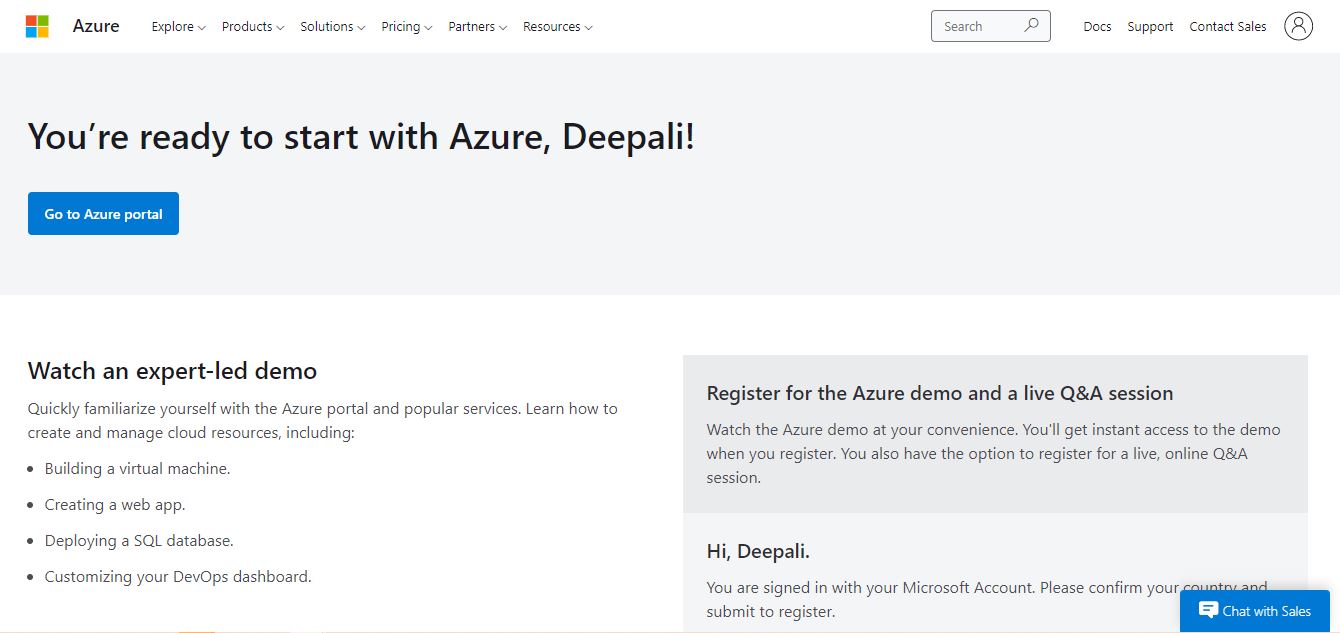 Azure Explore Products Solutions Pricing Partners Resources Search Docs Support Contact Sales
You’re ready to start with Azure, Deepali!
Go to Azure portal
Watch an expert-led demo
Quickly familiarize yourself with the Azure portal and popular services. Learn how to
create and manage cloud resources, including:
• Building a virtual machine.
• Creating a web app.
• Deploying a SQL database.
• Customizing your DevOps dashboard.
Register for the Azure demo and a live Q&A session
Watch the Azure demo at your convenience. You'll get instant access to the demo
when you register. You also have the option to register for a live, online Q&A
session.
Hi, Deepali.
You are signed in with your Microsoft Account. Please confirm your country and
submit to register.
Chat with Sales